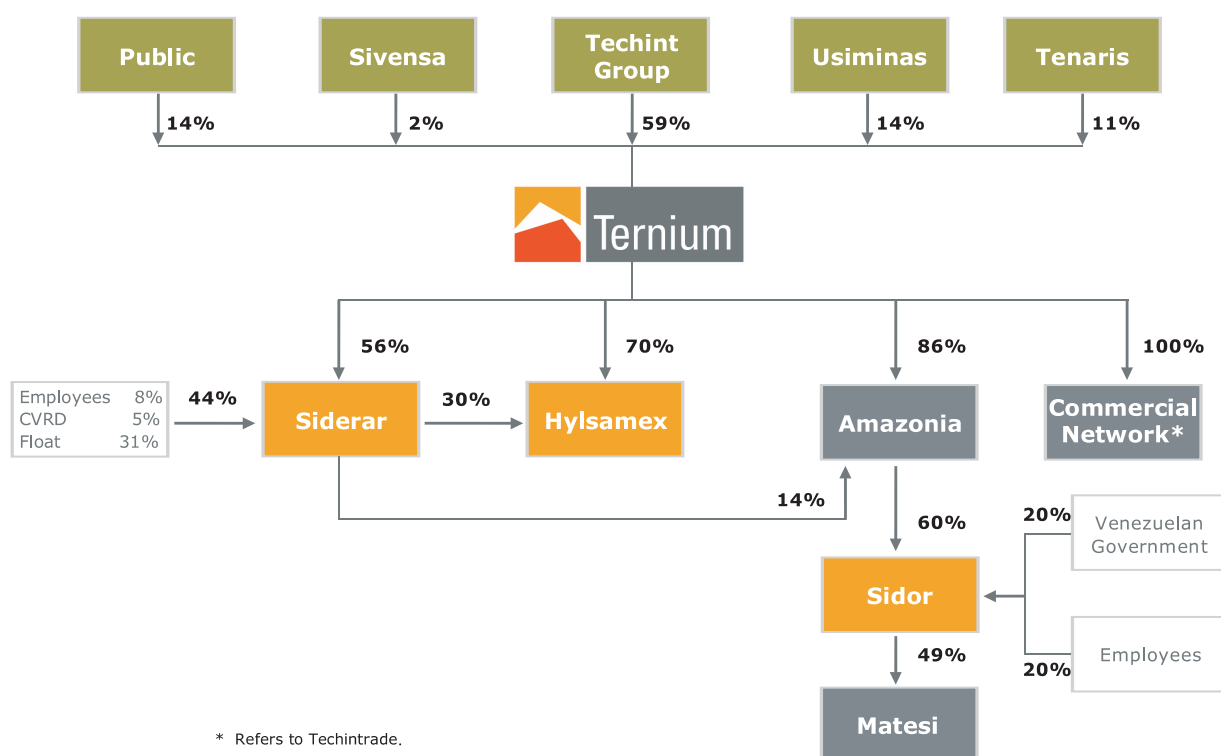 Public
Sivensa
Techint
Group
Usiminas
Tenaris
14%
2%
59%
14%
11%
Ternium
56%
70%
86%
100%
Employees 8%
CVRD 5%
Float 31%
44%
Siderar
30%
Hylsamex
Amazonia
Commercial
Network*
14%
60%
20%
Venezuelan
Government
Sidor
49%
20%
Employees
Matesi
* Refers to Techintrade.